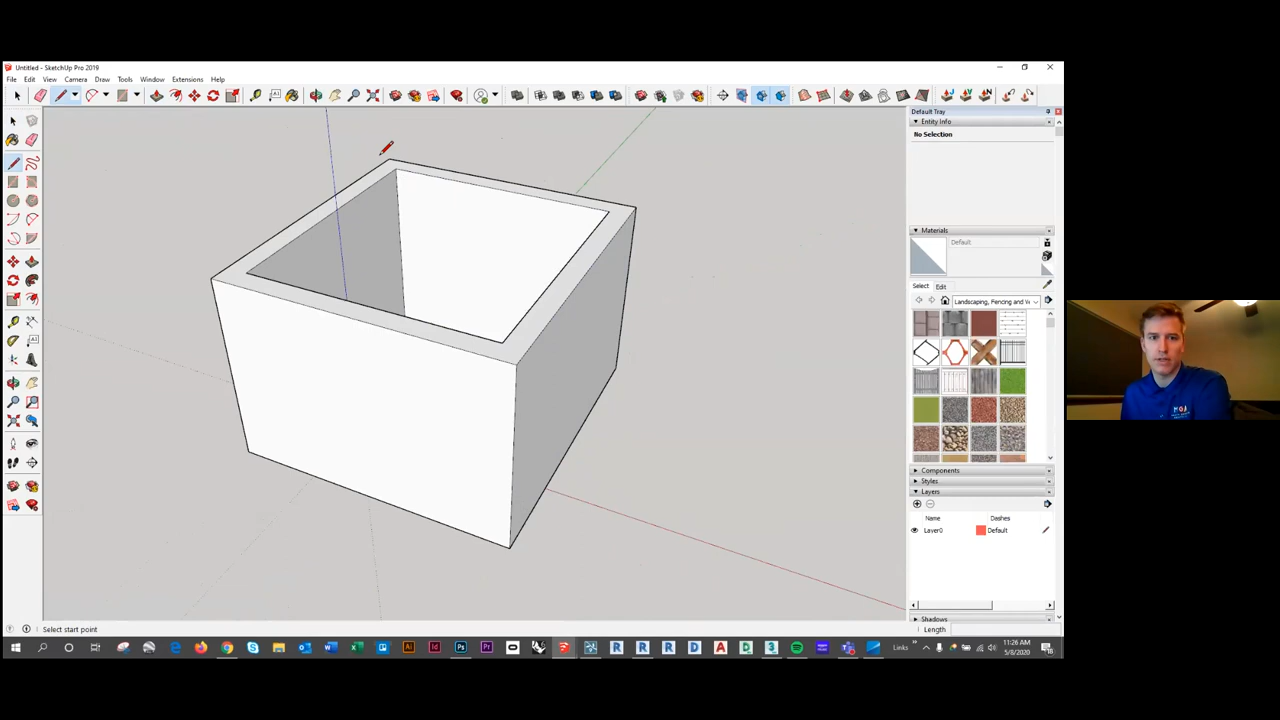 Untitled - SketchUp Pro 2019
File Edit View Camera Draw Tools Window Extensions Help
Default Tray
Entity Info
No Selection
Materials
Default
Select Edit
Landscaping, Fencing and Ve
Components
Styles
Layers
Name Dashes
Layer0 Default
Shadows
Select start point
Length
Links
11:26 AM
5/8/2020